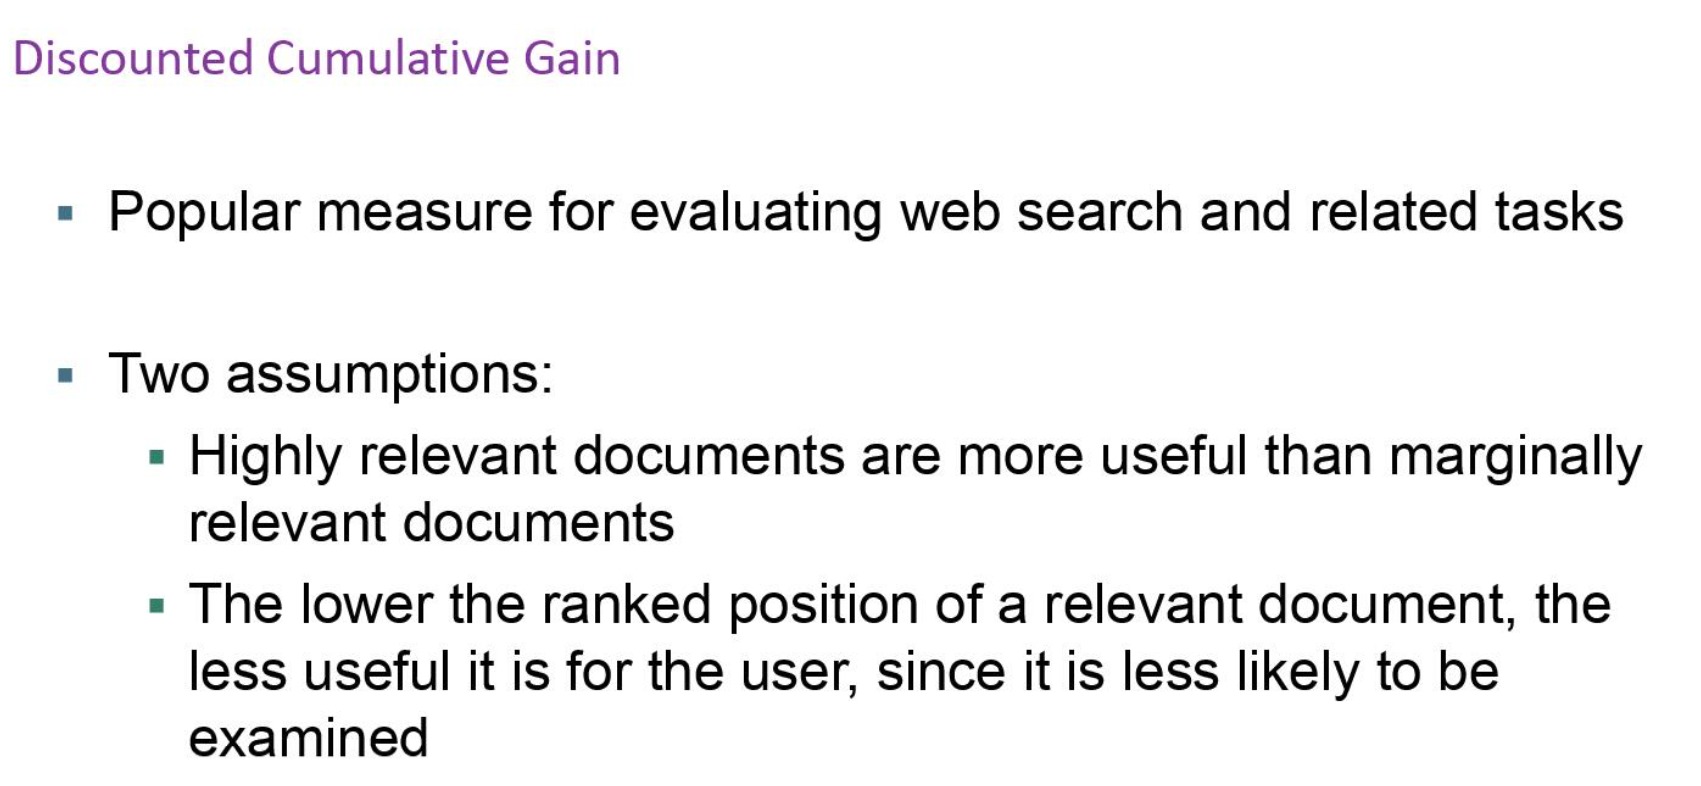 Discounted Cumulative Gain
▪ Popular measure for evaluating web search and related tasks
▪ Two assumptions:
▪ Highly relevant documents are more useful than marginally
relevant documents
▪ The lower the ranked position of a relevant document, the
less useful it is for the user, since it is less likely to be
examined